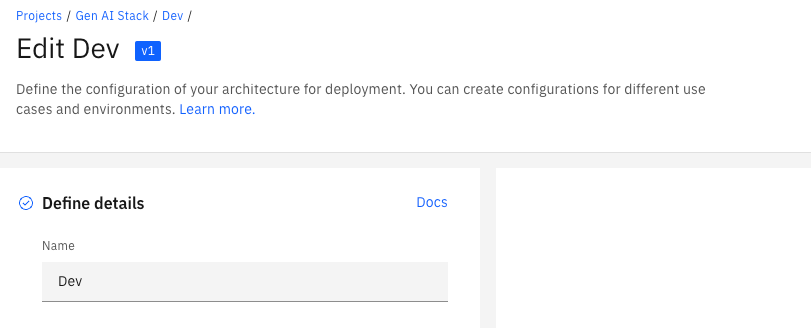 Projects / Gen AI Stack / Dev /
Edit Dev v1
Define the configuration of your architecture for deployment. You can create configurations for different use
cases and environments. Learn more.
Define details Docs
Name
Dev